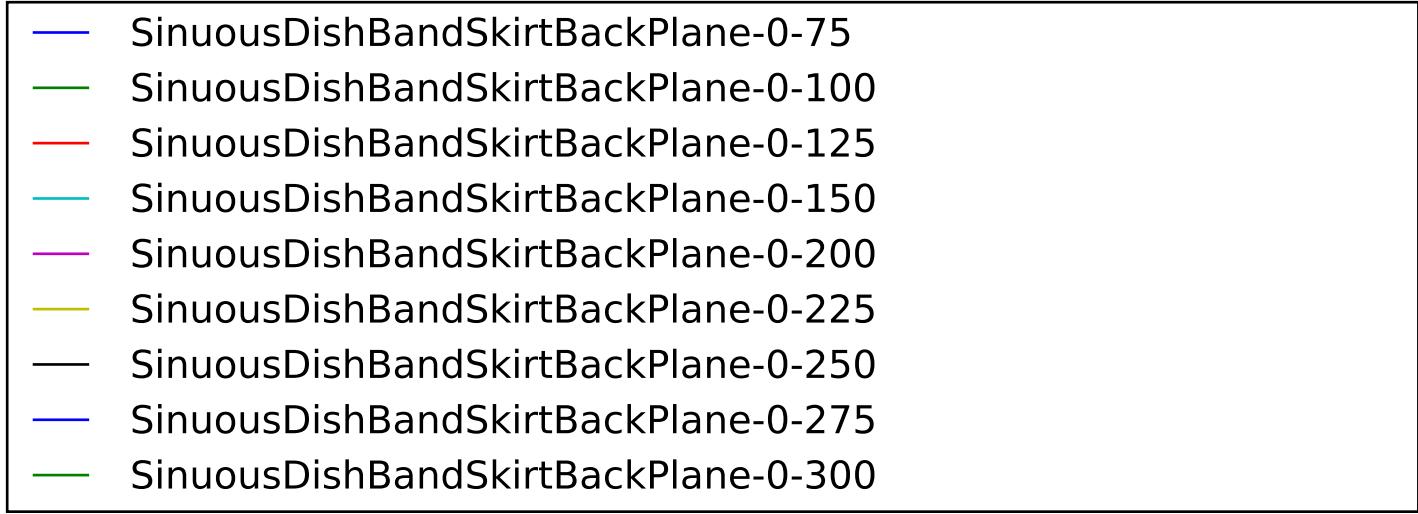 SinuousDishBandSkirtBackPlane-0-75
SinuousDishBandSkirtBackPlane-0-100
SinuousDishBandSkirtBackPlane-0-125
SinuousDishBandSkirtBackPlane-0-150
SinuousDishBandSkirtBackPlane-0-200
SinuousDishBandSkirtBackPlane-0-225
SinuousDishBandSkirtBackPlane-0-250
SinuousDishBandSkirtBackPlane-0-275
SinuousDishBandSkirtBackPlane-0-300